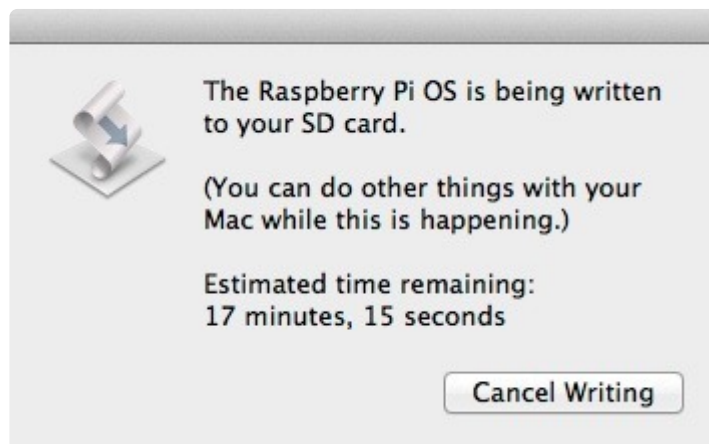 The Raspberry Pi OS is being written
to your SD card.
(You can do other things with your
Mac while this is happening.)
Estimated time remaining:
17 minutes, 15 seconds
Cancel Writing